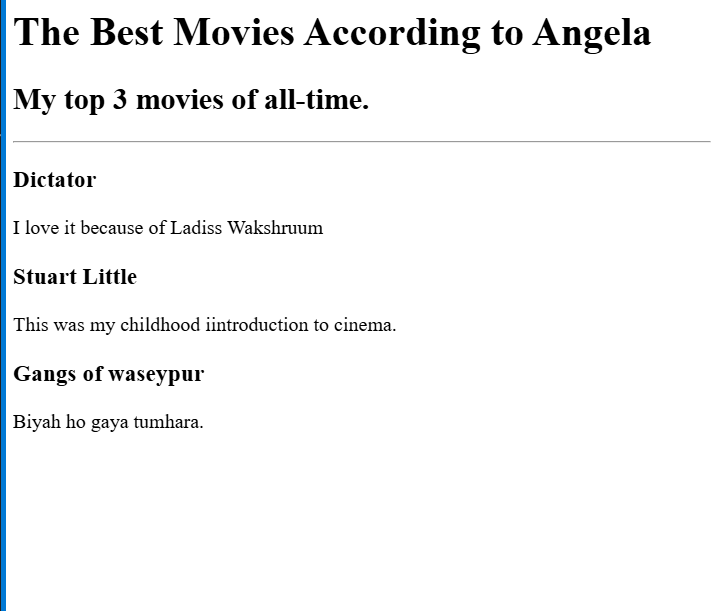 The Best Movies According to Angela
My top 3 movies of all-time.
Dictator
I love it because of Ladiss Wakshruum
Stuart Little
This was my childhood iintroduction to cinema.
Gangs of waseypur
Biyah ho gaya tumhara.